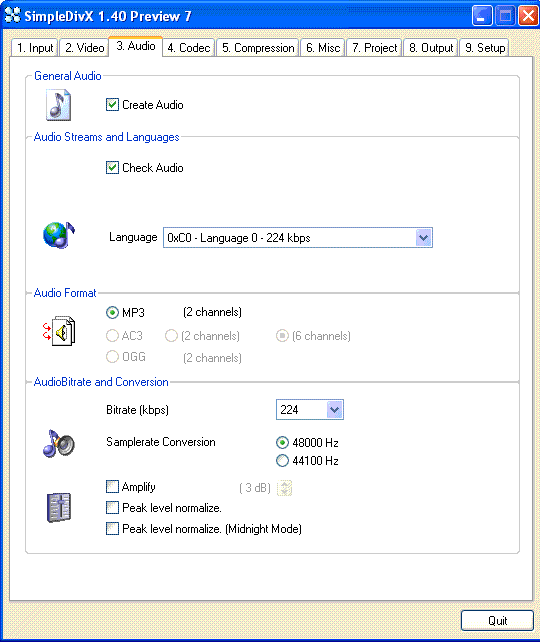 SimpleDivX 1.40 Preview 7
1. Input 2. Video 3. Audio 4. Codec 5. Compression 6. Misc 7. Project 8. Output 9. Setup
General Audio
Create Audio
Audio Streams and Languages
Check Audio
Language 0xC0 - Language 0 - 224 kbps
Audio Format
MP3 (2 channels)
AC3 (2 channels) (6 channels)
OGG (2 channels)
AudioBitrate and Conversion
Bitrate (kbps) 224
Samplerate Conversion 48000 Hz
44100 Hz
Amplify ( 3 dB)
Peak level normalize.
Peak level normalize. (Midnight Mode)
Quit